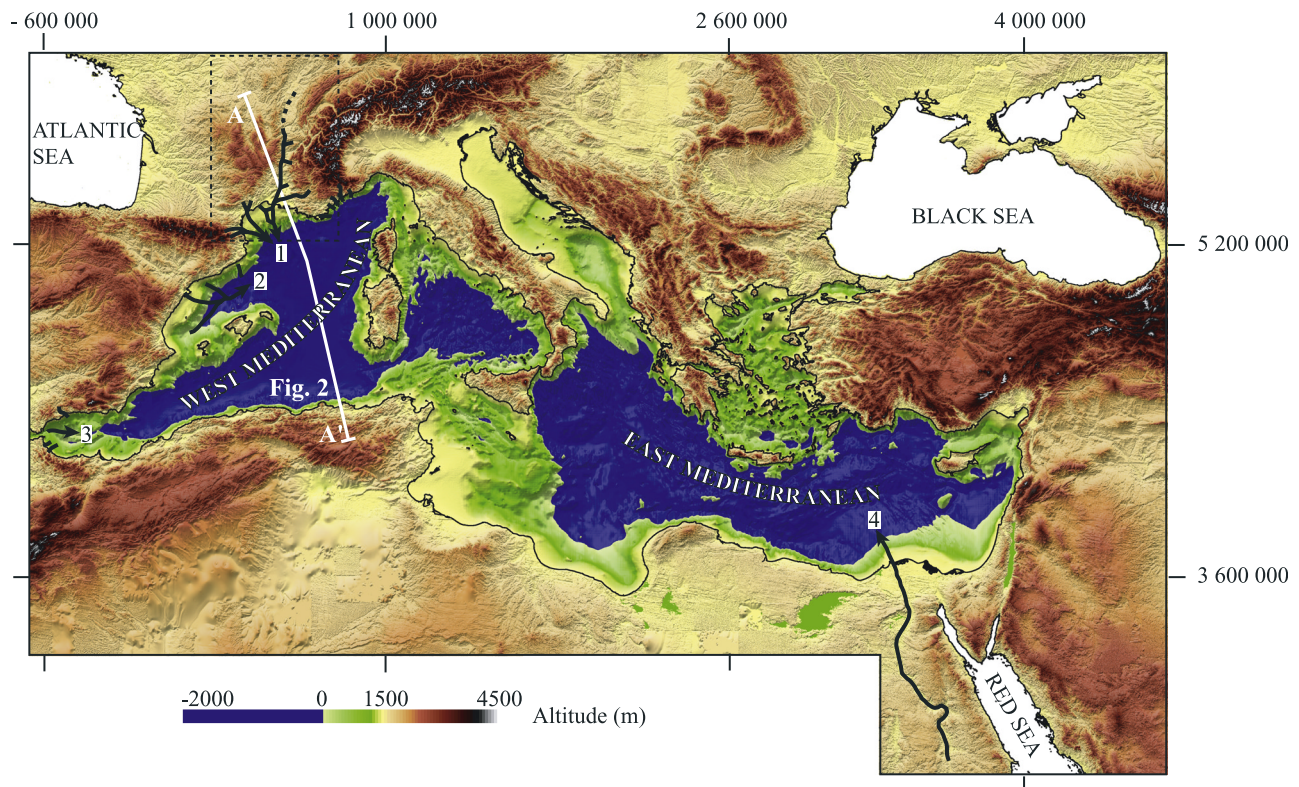 - 600 000
1 000 000
2 600 000
4 000 000
ATLANTIC
SEA
A
BLACK SEA
5 200 000
1
2
WEST MEDITERRANEAN
Fig. 2
A'
3
EAST MEDITERRANEAN
4
3 600 000
RED SEA
-2000
0
1500
4500
Altitude (m)